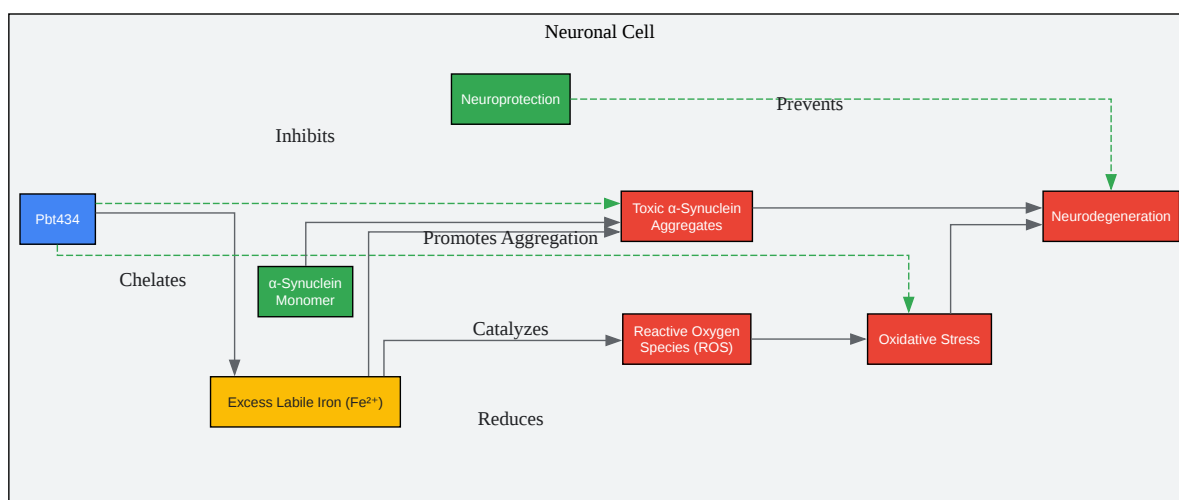 Neuronal Cell
Neuroprotection
Prevents
Inhibits
Pbt434
Toxic α-Synuclein
Aggregates
Neurodegeneration
Promotes Aggregation
Chelates
α-Synuclein
Monomer
Catalyzes
Reactive Oxygen
Species (ROS)
Oxidative Stress
Excess Labile Iron (Fe²⁺)
Reduces